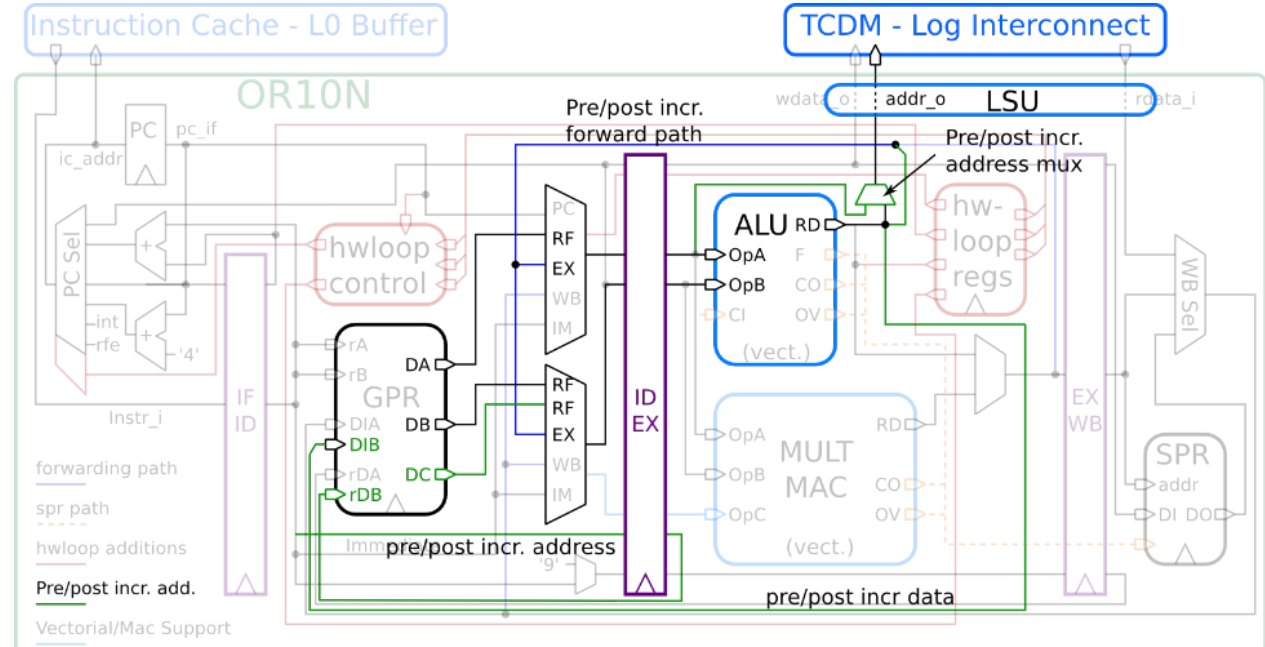 Instruction Cache - L0 Buffer
TCDM - Log Interconnect
OR10N
wdata_o
addr_o
LSU
rdata_i
Pre/post incr.
forward path
Pre/post incr.
address mux
PC
pc_if
ic_addr
PC Sel
+
+
int
rfe
'4'
Instr_i
IF
ID
hwloop
control
PC
RF
EX
WB
IM
RF
RF
EX
WB
IM
GPR
rA
rB
DIA
DIB
rDA
rDB
DA
DB
DC
ID
EX
ALU
RD
OpA
OpB
CI
F
CO
OV
(vect.)
hw-
loop
regs
MULT
MAC
RD
OpA
OpB
OpC
CO
OV
(vect.)
EX
WB
WB Sel
SPR
addr
DI
DO
pre/post incr. address
'9'
pre/post incr data
forwarding path
spr path
hwloop additions
Pre/post incr. add.
Vectorial/Mac Support